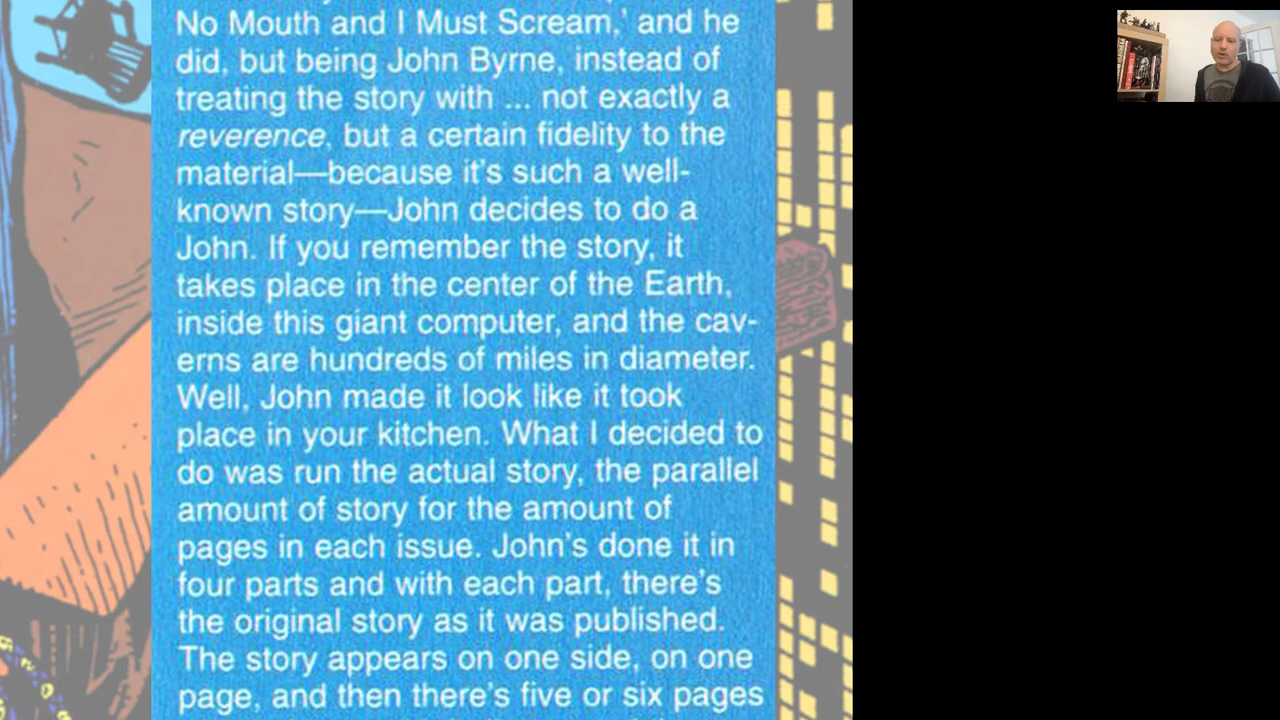 No Mouth and I Must Scream,' and he
did, but being John Byrne, instead of
treating the story with ... not exactly a
reverence, but a certain fidelity to the
material—because it's such a well-
known story—John decides to do a
John. If you remember the story, it
takes place in the center of the Earth,
inside this giant computer, and the cav-
erns are hundreds of miles in diameter.
Well, John made it look like it took
place in your kitchen. What I decided to
do was run the actual story, the parallel
amount of story for the amount of
pages in each issue. John's done it in
four parts and with each part, there's
the original story as it was published.
The story appears on one side, on one
page, and then there's five or six pages